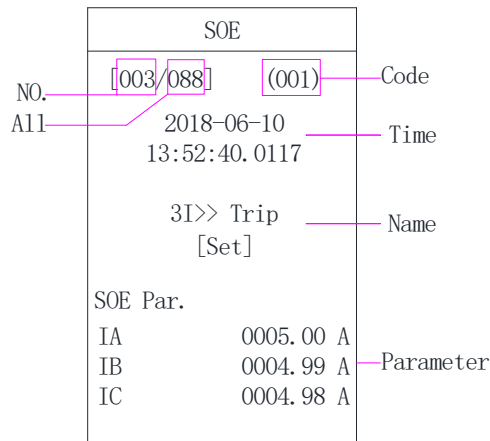 SOE
[003/088] (001) Code
NO.
All
2018-06-10
13:52:40.0117
Time
3I>> Trip
[Set]
Name
SOE Par.
IA 0005.00 A
IB 0004.99 A
Parameter
IC 0004.98 A